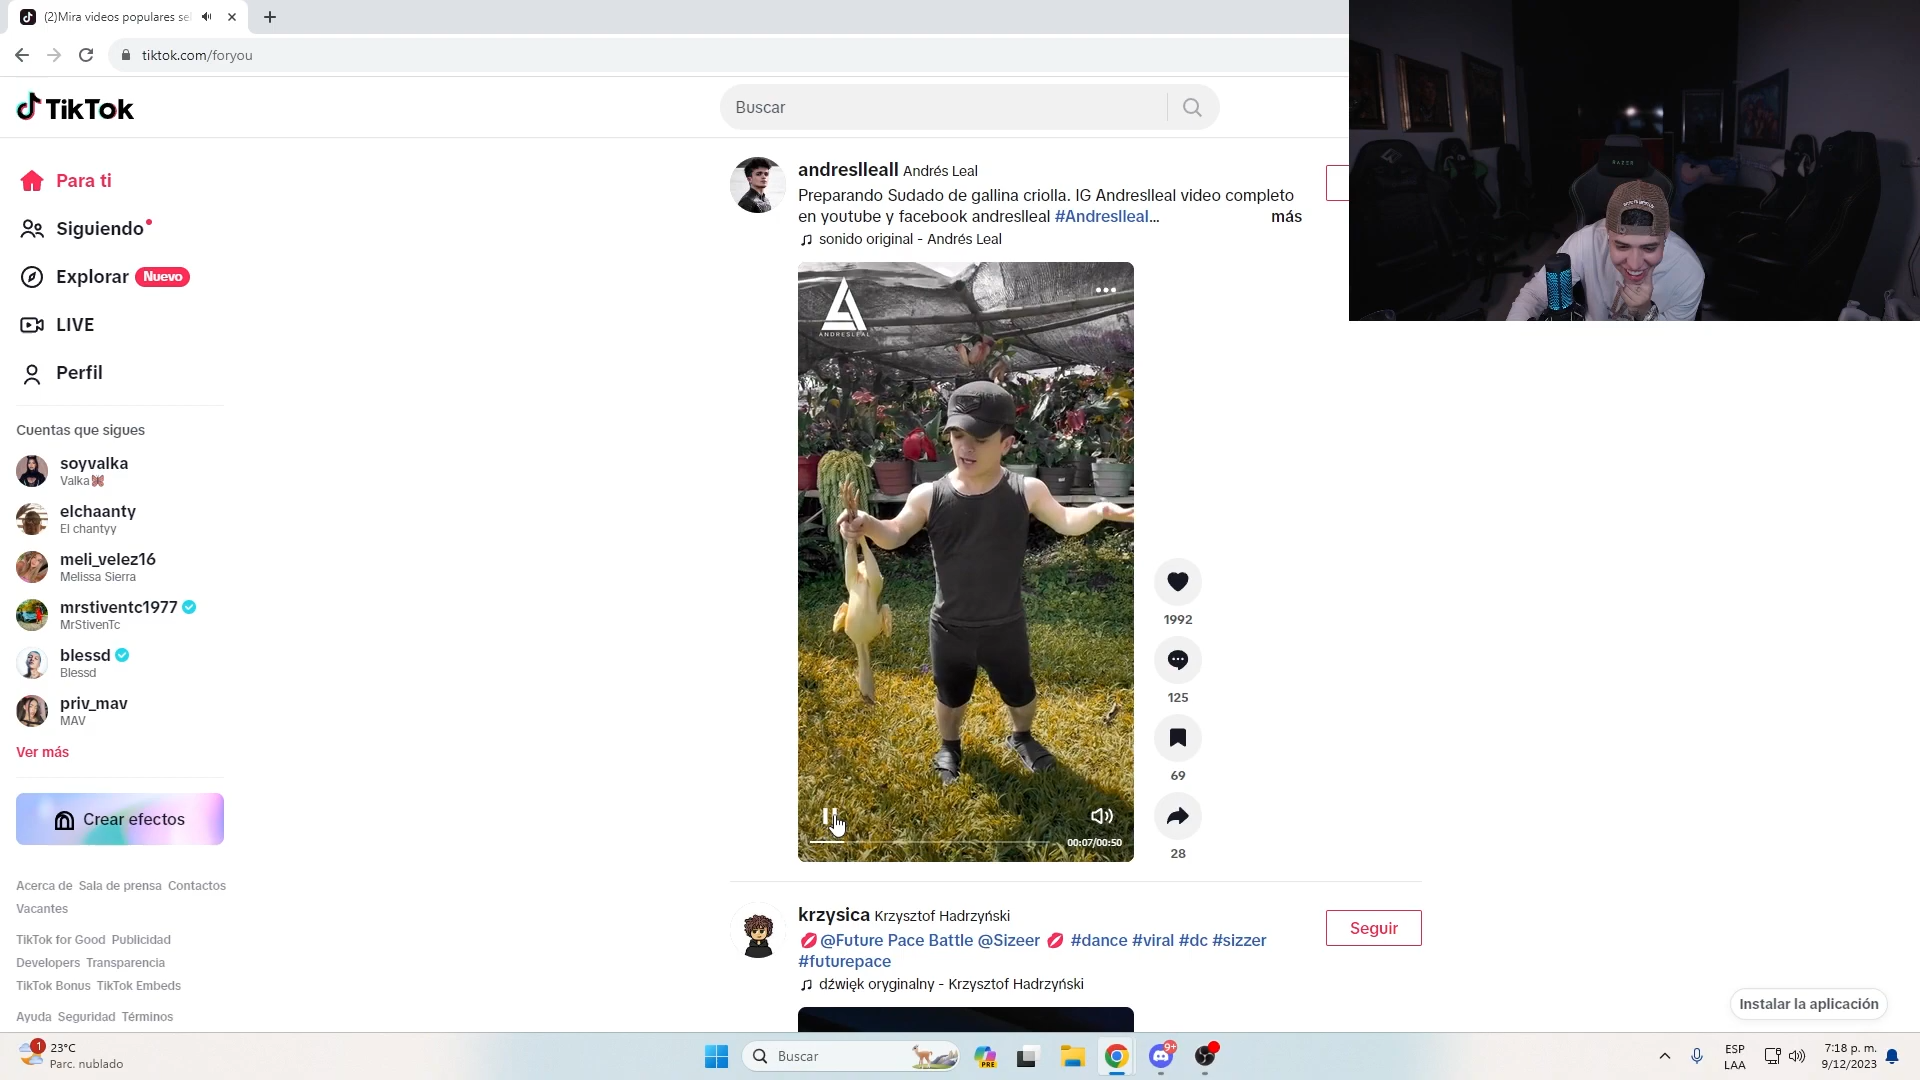 (2)Mira videos populares sel
tiktok.com/foryou
TikTok
Buscar
Para ti
Siguiendo
Explorar Nuevo
LIVE
Perfil
Cuentas que sigues
soyvalka
Valka
elchaanty
El chantyy
meli_velez16
Melissa Sierra
mrstiventc1977
MrStivenTc
blessd
Blessd
priv_mav
MAV
Ver más
Crear efectos
Acerca de Sala de prensa Contactos
Vacantes
TikTok for Good Publicidad
Developers Transparencia
TikTok Bonus TikTok Embeds
Ayuda Seguridad Términos
andreslleall Andrés Leal
Preparando Sudado de gallina criolla. IG Andreslleal video completo
en youtube y facebook andreslleal #Andreslleal... más
sonido original - Andrés Leal
ANDRESLEAL
00:07/00:50
1992
125
69
28
krzysica Krzysztof Hadrzyński
Seguir
💋@Future Pace Battle @Sizeer 💋 #dance #viral #dc #sizzer
#futurepace
dźwięk oryginalny - Krzysztof Hadrzyński
RAZER
Instalar la aplicación
1
23°C
Parc. nublado
Buscar
PRE
9+
ESP
LAA
7:18 p. m.
9/12/2023